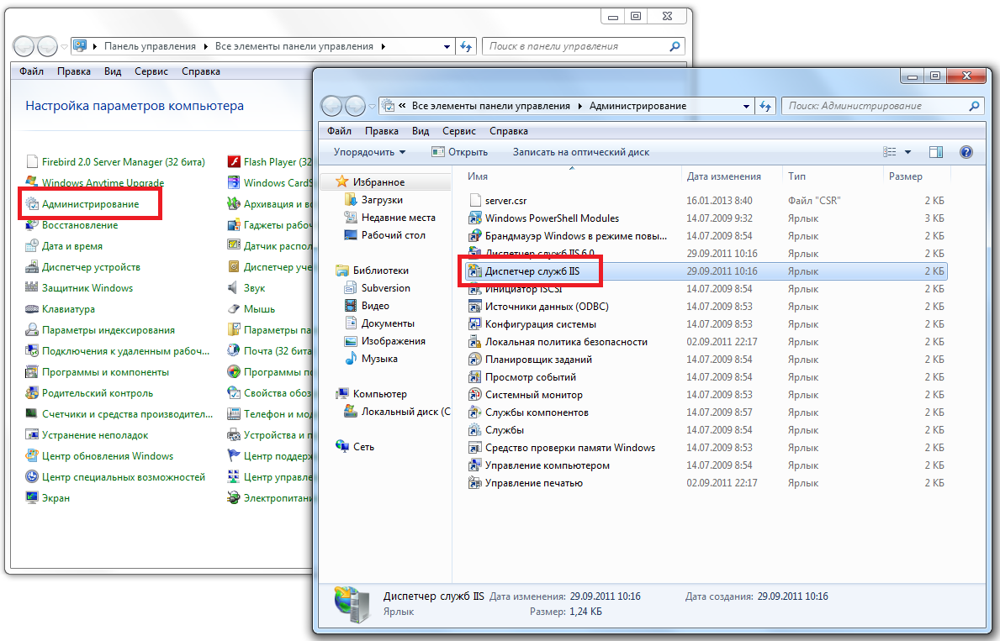 Панель управления
Все элементы панели управления
Поиск в панели управления
Файл Правка Вид Сервис Справка
Настройка параметров компьютера
Firebird 2.0 Server Manager (32 бита)
Windows Anytime Upgrade
Администрирование
Восстановление
Дата и время
Диспетчер устройств
Защитник Windows
Клавиатура
Параметры индексирования
Подключения к удаленным рабоч...
Программы и компоненты
Родительский контроль
Счетчики и средства производител...
Устранение неполадок
Центр обновления Windows
Центр специальных возможностей
Экран
Flash Player (32
Windows CardS
Архивация и во
Гаджеты рабоч
Датчик распол
Диспетчер уче
Звук
Мышь
Параметры па
Почта (32 бита
Программы по
Свойства обоз
Телефон и мод
Устройства и п
Центр поддерж
Центр управле
Электропитани
« Все элементы панели управления
Администрирование
Поиск: Администрирование
Файл Правка Вид Сервис Справка
Упорядочить Открыть Записать на оптический диск
Избранное
Загрузки
Недавние места
Рабочий стол
Библиотеки
Subversion
Видео
Документы
Изображения
Музыка
Компьютер
Локальный диск (C
Сеть
Имя Дата изменения Тип Размер
server.csr 16.01.2013 8:40 Файл "CSR" 2 КБ
Windows PowerShell Modules 14.07.2009 9:32 Ярлык 3 КБ
Брандмауэр Windows в режиме повы... 14.07.2009 8:54 Ярлык 2 КБ
Диспетчер служб IIS 6.0 29.09.2011 10:16 Ярлык 2 КБ
Диспетчер служб IIS 29.09.2011 10:16 Ярлык 2 КБ
Инициатор iSCSI 14.07.2009 8:54 Ярлык 2 КБ
Источники данных (ODBC) 14.07.2009 8:53 Ярлык 2 КБ
Конфигурация системы 14.07.2009 8:53 Ярлык 2 КБ
Локальная политика безопасности 02.09.2011 22:17 Ярлык 2 КБ
Планировщик заданий 14.07.2009 8:54 Ярлык 2 КБ
Просмотр событий 14.07.2009 8:54 Ярлык 2 КБ
Системный монитор 14.07.2009 8:53 Ярлык 2 КБ
Службы компонентов 14.07.2009 8:57 Ярлык 2 КБ
Службы 14.07.2009 8:54 Ярлык 2 КБ
Средство проверки памяти Windows 14.07.2009 8:53 Ярлык 2 КБ
Управление компьютером 14.07.2009 8:54 Ярлык 2 КБ
Управление печатью 02.09.2011 22:17 Ярлык 2 КБ
Диспетчер служб IIS Дата изменения: 29.09.2011 10:16 Дата создания: 29.09.2011 10:16
Ярлык Размер: 1,24 КБ